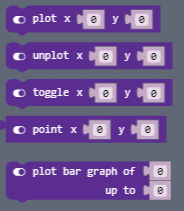 plot x 0 y 0
unplot x 0 y 0
toggle x 0 y 0
point x 0 y 0
plot bar graph of 0
up to 0